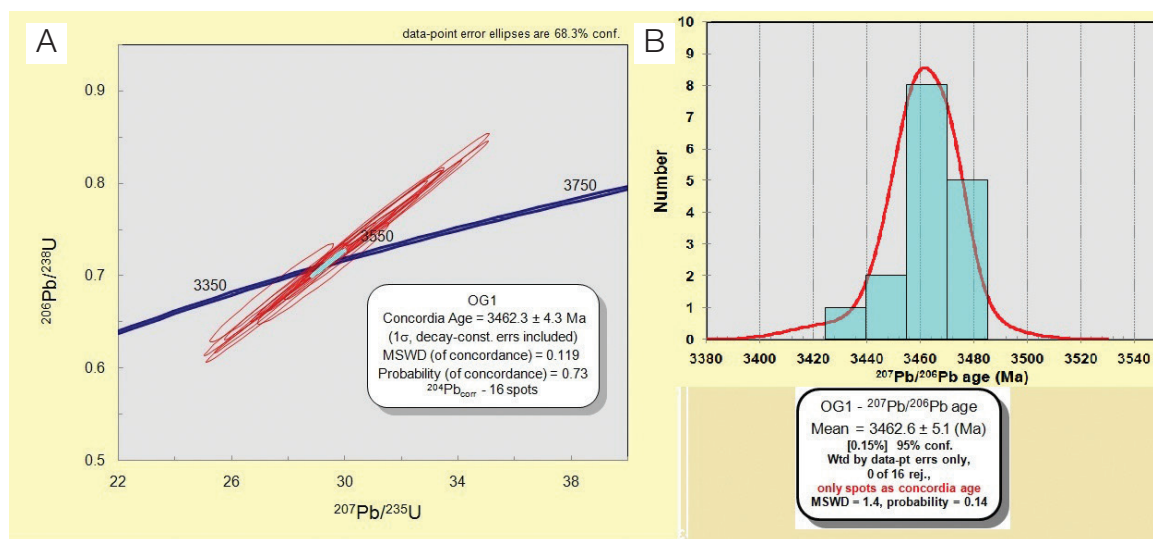 A
data-point error ellipses are 68.3% conf.
0.9
0.8
0.7
0.6
0.5
206Pb/238U
3350
3550
3750
OG1
Concordia Age = 3462.3 ± 4.3 Ma
(1σ, decay-const. errs included)
MSWD (of concordance) = 0.119
Probability (of concordance) = 0.73
204Pbcorr - 16 spots
22 26 30 34 38
207Pb/235U
B
10
9
8
7
6
5
4
3
2
1
0
Number
3380 3400 3420 3440 3460 3480 3500 3520 3540
207Pb/206Pb age (Ma)
OG1 - 207Pb/206Pb age
Mean = 3462.6 ± 5.1 (Ma)
[0.15%] 95% conf.
Wtd by data-pt errs only,
0 of 16 rej.,
only spots as concordia age
MSWD = 1.4, probability = 0.14